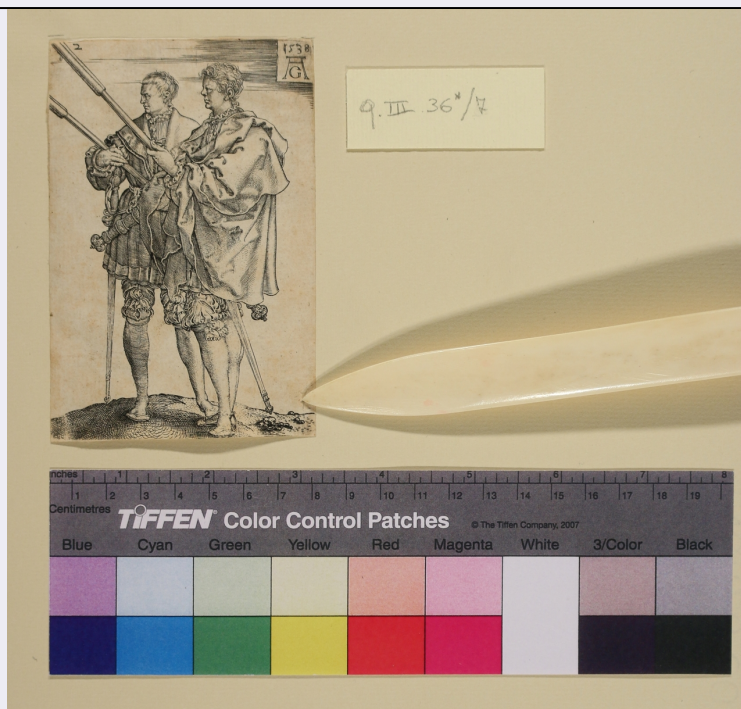 2
1538
AG
9. III 36"/7
nches 1 2 3 4 5 6 7 8
1 2 3 4 5 6 7 8 9 10 11 12 13 14 15 16 17 18 19
Centimetres
TIFFEN® Color Control Patches © The Tiffen Company, 2007
Blue Cyan Green Yellow Red Magenta White 3/Color Black